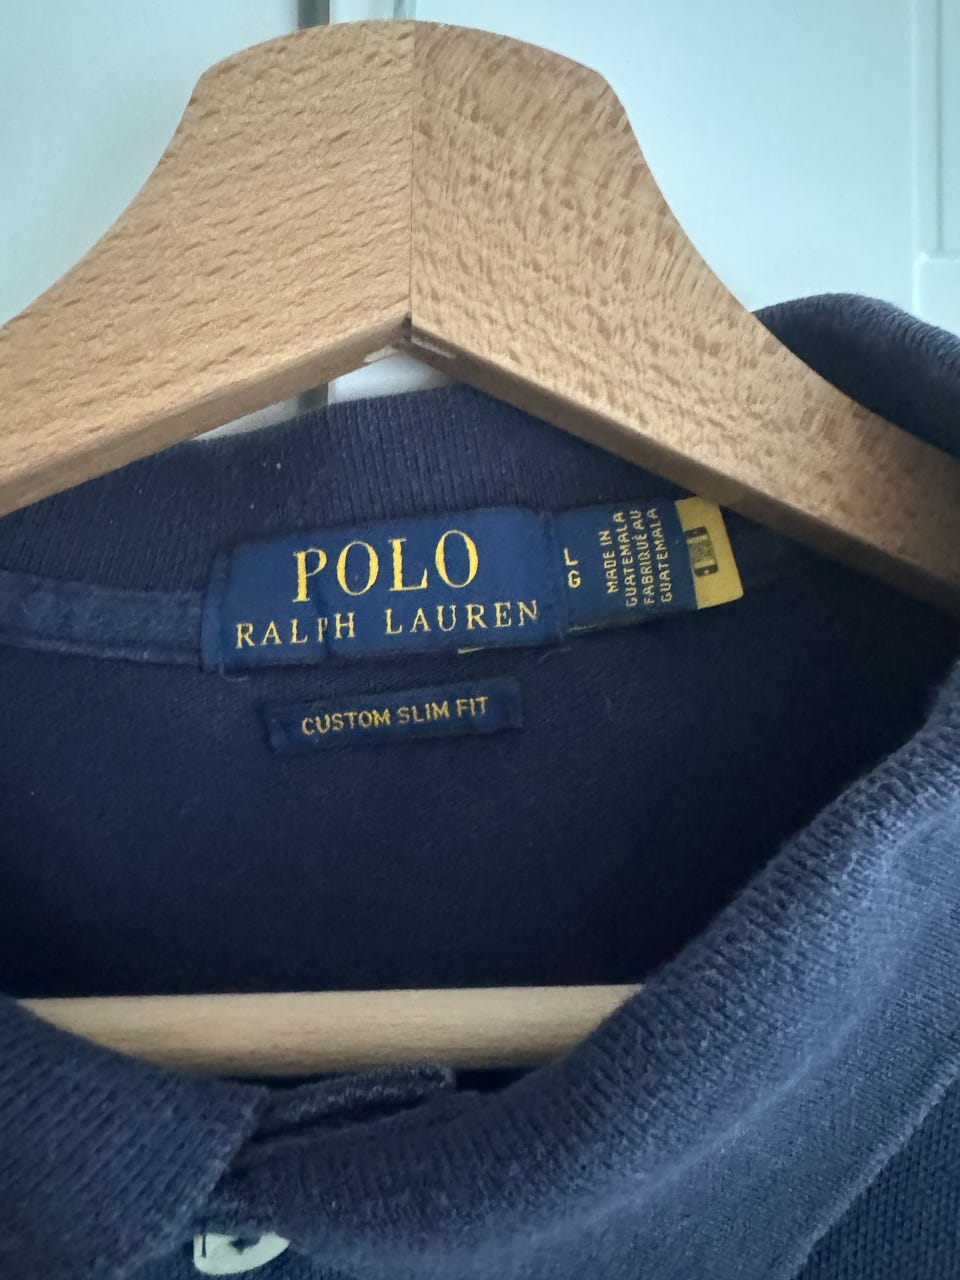 POLO
RALPH LAUREN
L
G
MADE IN
GUATEMALA
FABRIQUÉ AU
GUATEMALA
CUSTOM SLIM FIT